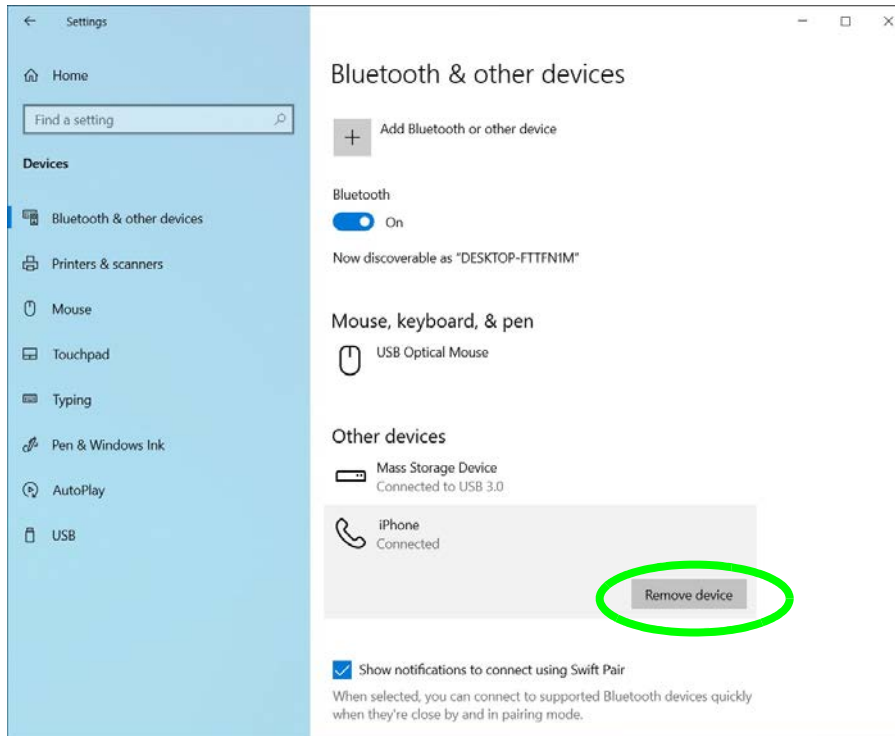 Settings
Home
Find a setting
Devices
Bluetooth & other devices
Printers & scanners
Mouse
Touchpad
Typing
Pen & Windows Ink
AutoPlay
USB
Bluetooth & other devices
Add Bluetooth or other device
Bluetooth
On
Now discoverable as "DESKTOP-FTTFN1M"
Mouse, keyboard, & pen
USB Optical Mouse
Other devices
Mass Storage Device
Connected to USB 3.0
iPhone
Connected
Remove device
Show notifications to connect using Swift Pair
When selected, you can connect to supported Bluetooth devices quickly
when they're close by and in pairing mode.